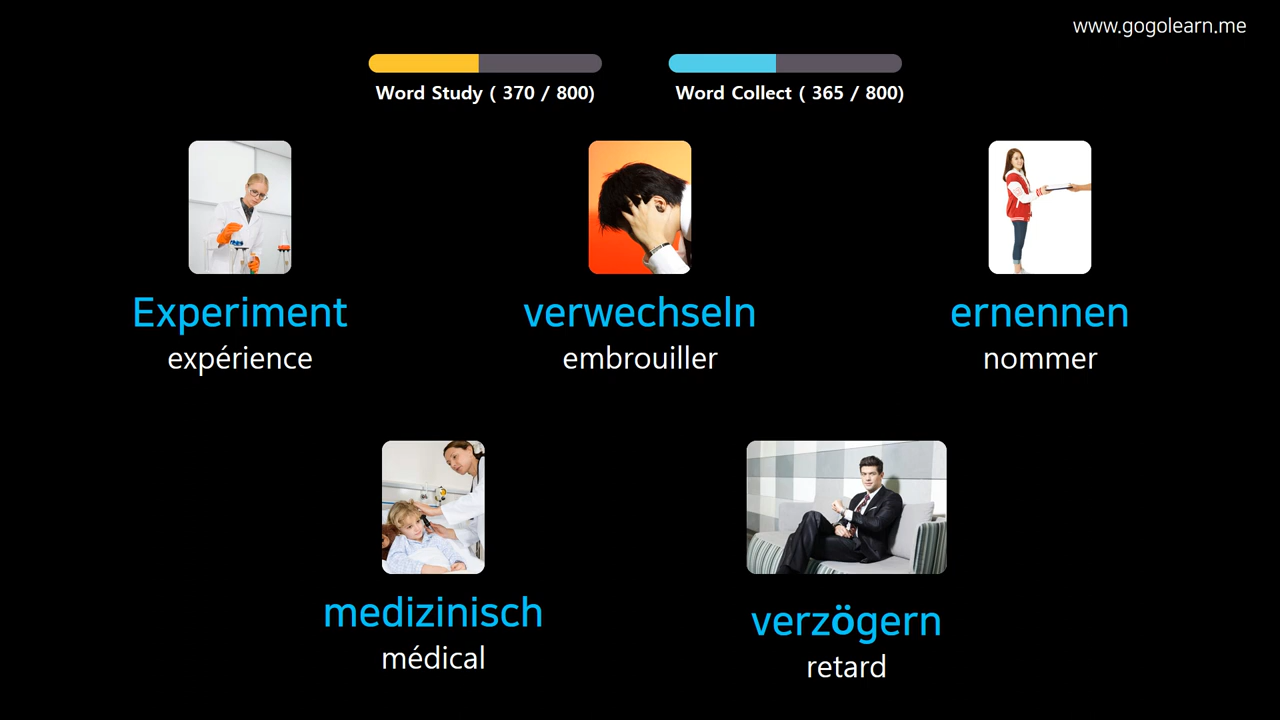 www.gogolearn.me
Word Study ( 370 / 800)
Word Collect ( 365 / 800)
Experiment
expérience
verwechseln
embrouiller
ernennen
nommer
medizinisch
médical
verzögern
retard